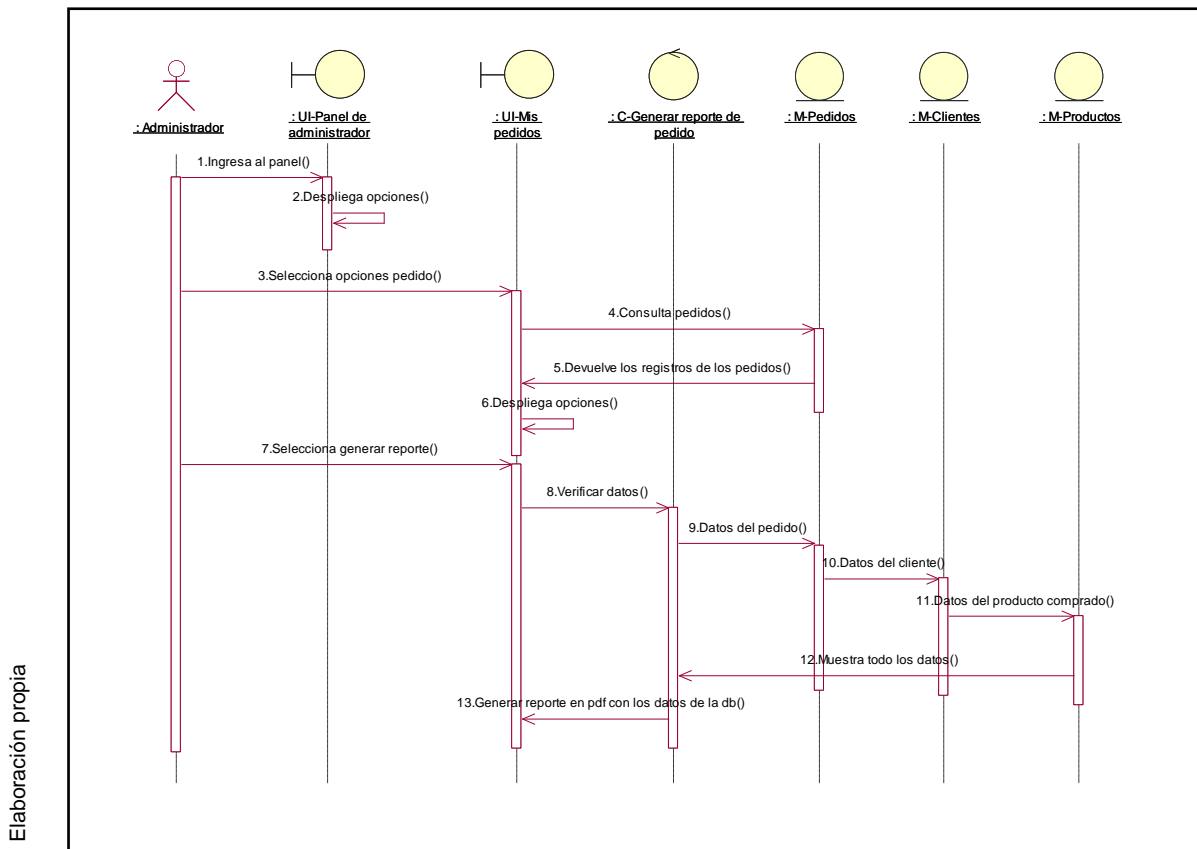 : Administrador
: UI-Panel de
administrador
: UI-Mis
pedidos
: C-Generar reporte de
pedido
: M-Pedidos
: M-Clientes
: M-Productos
1.Ingresa al panel()
2.Despliega opciones()
3.Selecciona opciones pedido()
4.Consulta pedidos()
5.Devuelve los registros de los pedidos()
6.Despliega opciones()
7.Selecciona generar reporte()
8.Verificar datos()
9.Datos del pedido()
10.Datos del cliente()
11.Datos del producto comprado()
12.Muestra todo los datos()
13.Generar reporte en pdf con los datos de la db()
Elaboración propia